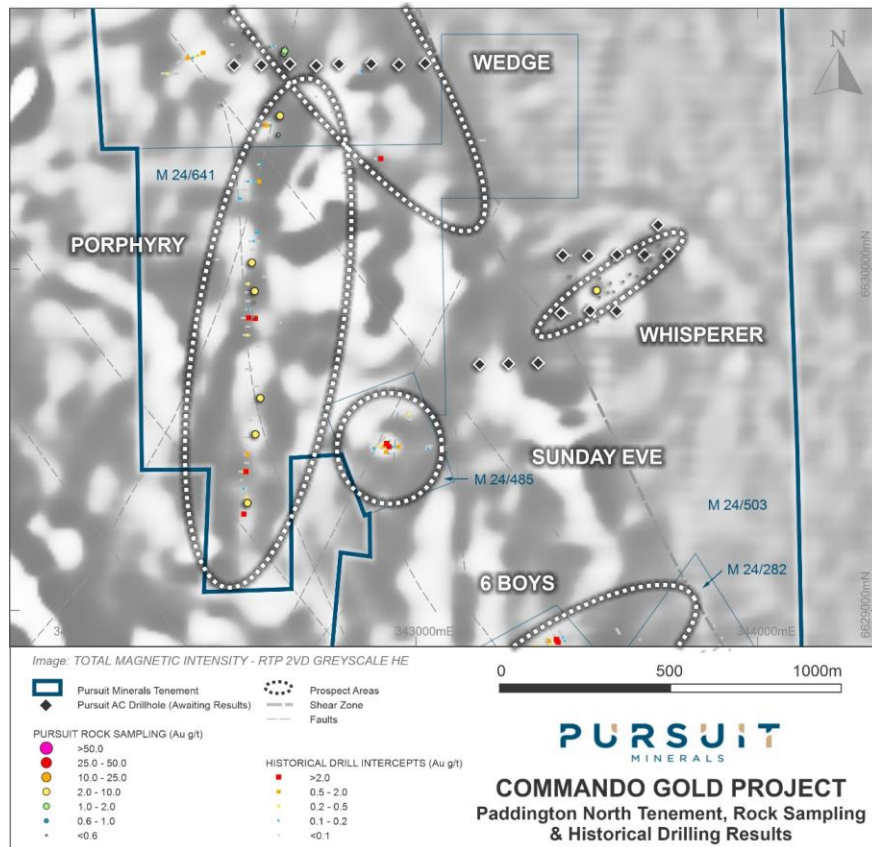 WEDGE
N
M 24/641
PORPHYRY
6630000mN
WHISPERER
SUNDAY EVE
M 24/485
M 24/503
6 BOYS
M 24/282
343000mE
344000mE
6629000mN
Image: TOTAL MAGNETIC INTENSITY - RTP 2VD GREYSCALE HE
Pursuit Minerals Tenement
Pursuit AC Drillhole (Awaiting Results)
Prospect Areas
Shear Zone
Faults
PURSUIT ROCK SAMPLING (Au g/t)
>50.0
25.0 - 50.0
10.0 - 25.0
2.0 - 10.0
1.0 - 2.0
0.6 - 1.0
<0.6
HISTORICAL DRILL INTERCEPTS (Au g/t)
>2.0
0.5 - 2.0
0.2 - 0.5
0.1 - 0.2
<0.1
0 500 1000m
PURSUIT
MINERALS
COMMANDO GOLD PROJECT
Paddington North Tenement, Rock Sampling
& Historical Drilling Results